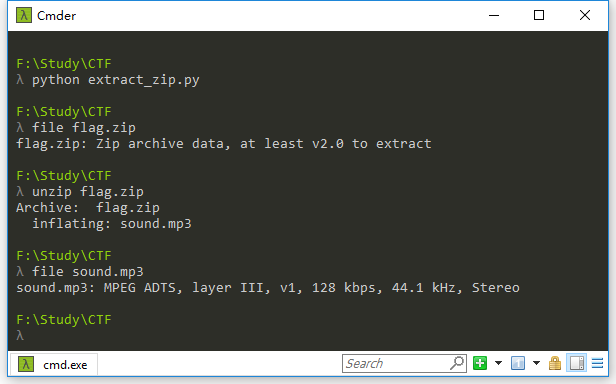 λ Cmder
F:\Study\CTF
λ python extract_zip.py
F:\Study\CTF
λ file flag.zip
flag.zip: Zip archive data, at least v2.0 to extract
F:\Study\CTF
λ unzip flag.zip
Archive:  flag.zip
  inflating: sound.mp3
F:\Study\CTF
λ file sound.mp3
sound.mp3: MPEG ADTS, layer III, v1, 128 kbps, 44.1 kHz, Stereo
F:\Study\CTF
λ
λ cmd.exe
Search